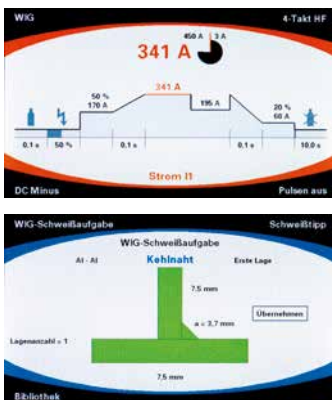 WIG 4-Takt HF
450 A 3 A
341 A
50 % 341 A
170 A 195 A 20 %
60 A
0.1 s 50 % 0.1 s 0.1 s 10.0 s
Strom I1
DC Minus Pulsen aus
WIG-Schweißaufgabe Schweißtipp
WIG-Schweißaufgabe
Al - Al Kehlnaht Erste Lage
7.5 mm
Übernehmen
a = 3,7 mm
Lagenanzahl = 1
7,5 mm
Bibliothek